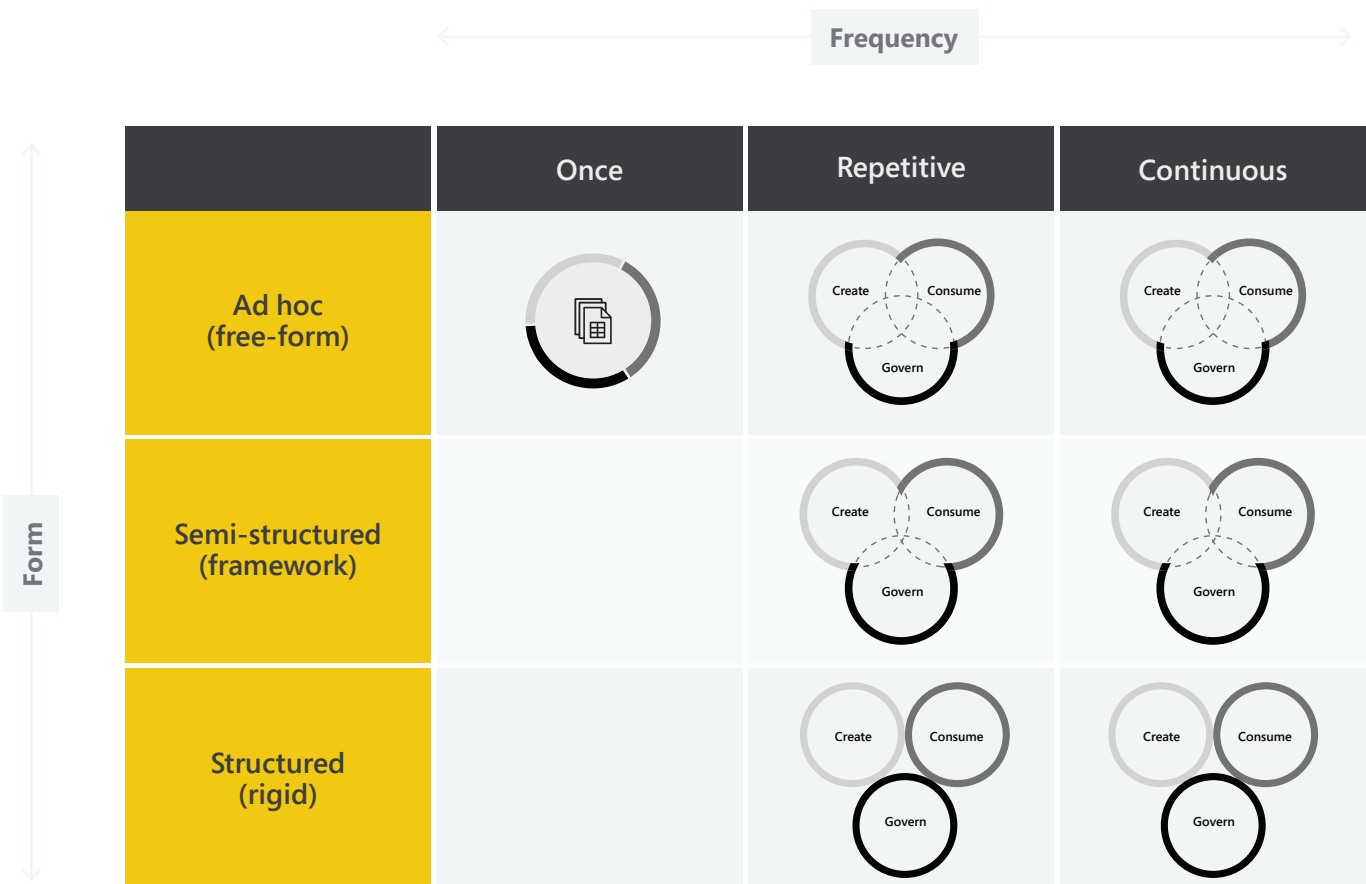 Frequency
Once
Repetitive
Continuous
Form
Ad hoc
(free-form)
Create
Consume
Govern
Create
Consume
Govern
Semi-structured
(framework)
Create
Consume
Govern
Create
Consume
Govern
Structured
(rigid)
Create
Consume
Govern
Create
Consume
Govern